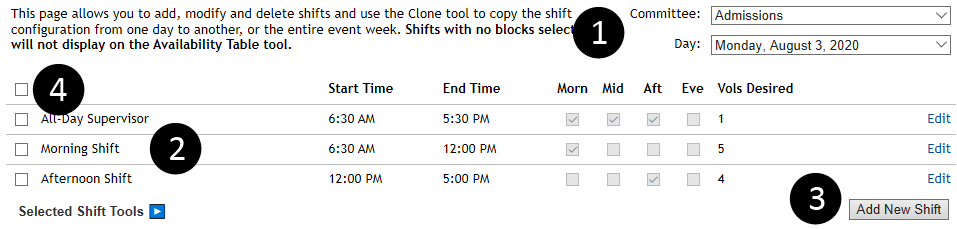 This page allows you to add, modify and delete shifts and use the Clone tool to copy the shift
configuration from one day to another, or the entire event week. Shifts with no blocks select
will not display on the Availability Table tool.
1
Committee: Admissions
Day: Monday, August 3, 2020
4 Start Time End Time Morn Mid Aft Eve Vols Desired
All-Day Supervisor 6:30 AM 5:30 PM 1 Edit
2
Morning Shift 6:30 AM 12:00 PM 5 Edit
Afternoon Shift 12:00 PM 5:00 PM 4 Edit
3
Selected Shift Tools Add New Shift